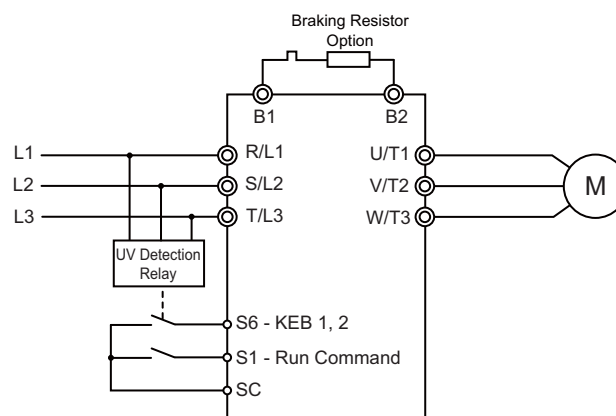 Braking Resistor
Option
B1
B2
L1
R/L1
U/T1
L2
S/L2
V/T2
M
L3
T/L3
W/T3
UV Detection
Relay
S6 - KEB 1, 2
S1 - Run Command
SC